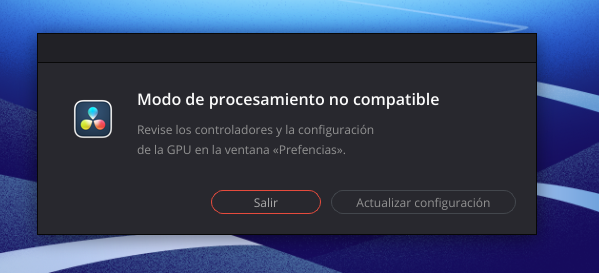 Modo de procesamiento no compatible
Revise los controladores y la configuración
de la GPU en la ventana «Prefencias».
Salir
Actualizar configuración